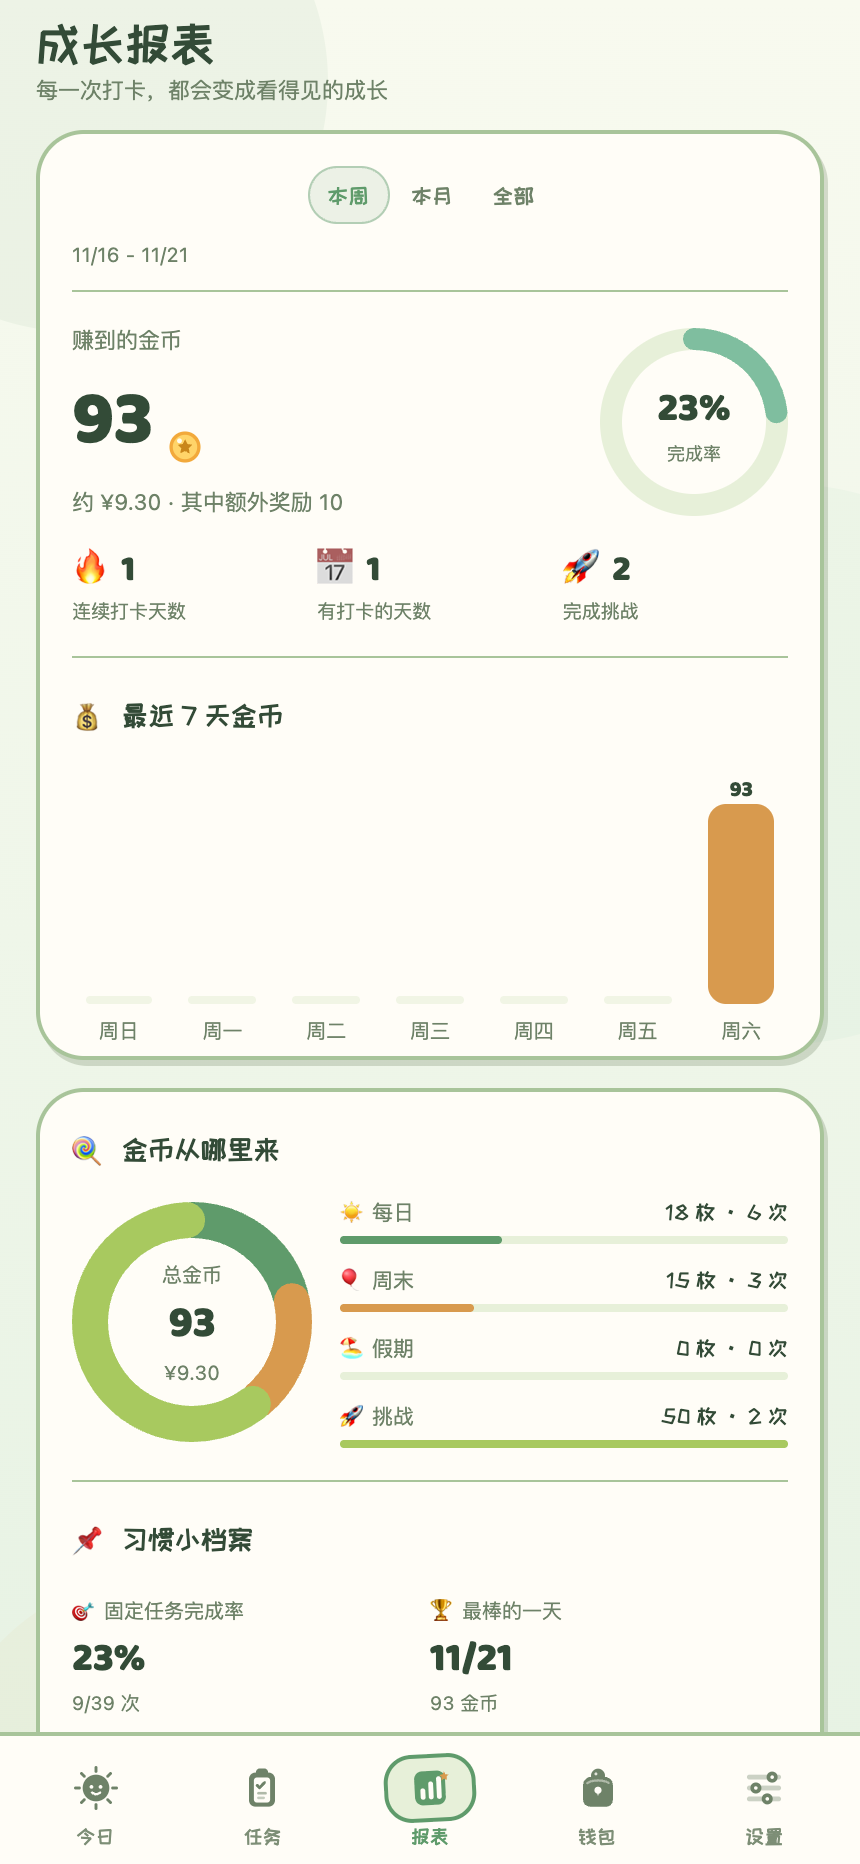 成长报表
每一次打卡，都会变成看得见的成长
本周 本月 全部
11/16 - 11/21
赚到的金币
93
23%
完成率
约 ¥9.30 · 其中额外奖励 10
1
JUL 17 1
2
连续打卡天数 有打卡的天数 完成挑战
最近 7 天金币
93
周日 周一 周二 周三 周四 周五 周六
金币从哪里来
总金币
93
¥9.30
每日 18 枚 · 6 次
周末 15 枚 · 3 次
假期 0 枚 · 0 次
挑战 50 枚 · 2 次
习惯小档案
固定任务完成率
23%
9/39 次
最棒的一天
11/21
93 金币
今日 任务 报表 钱包 设置